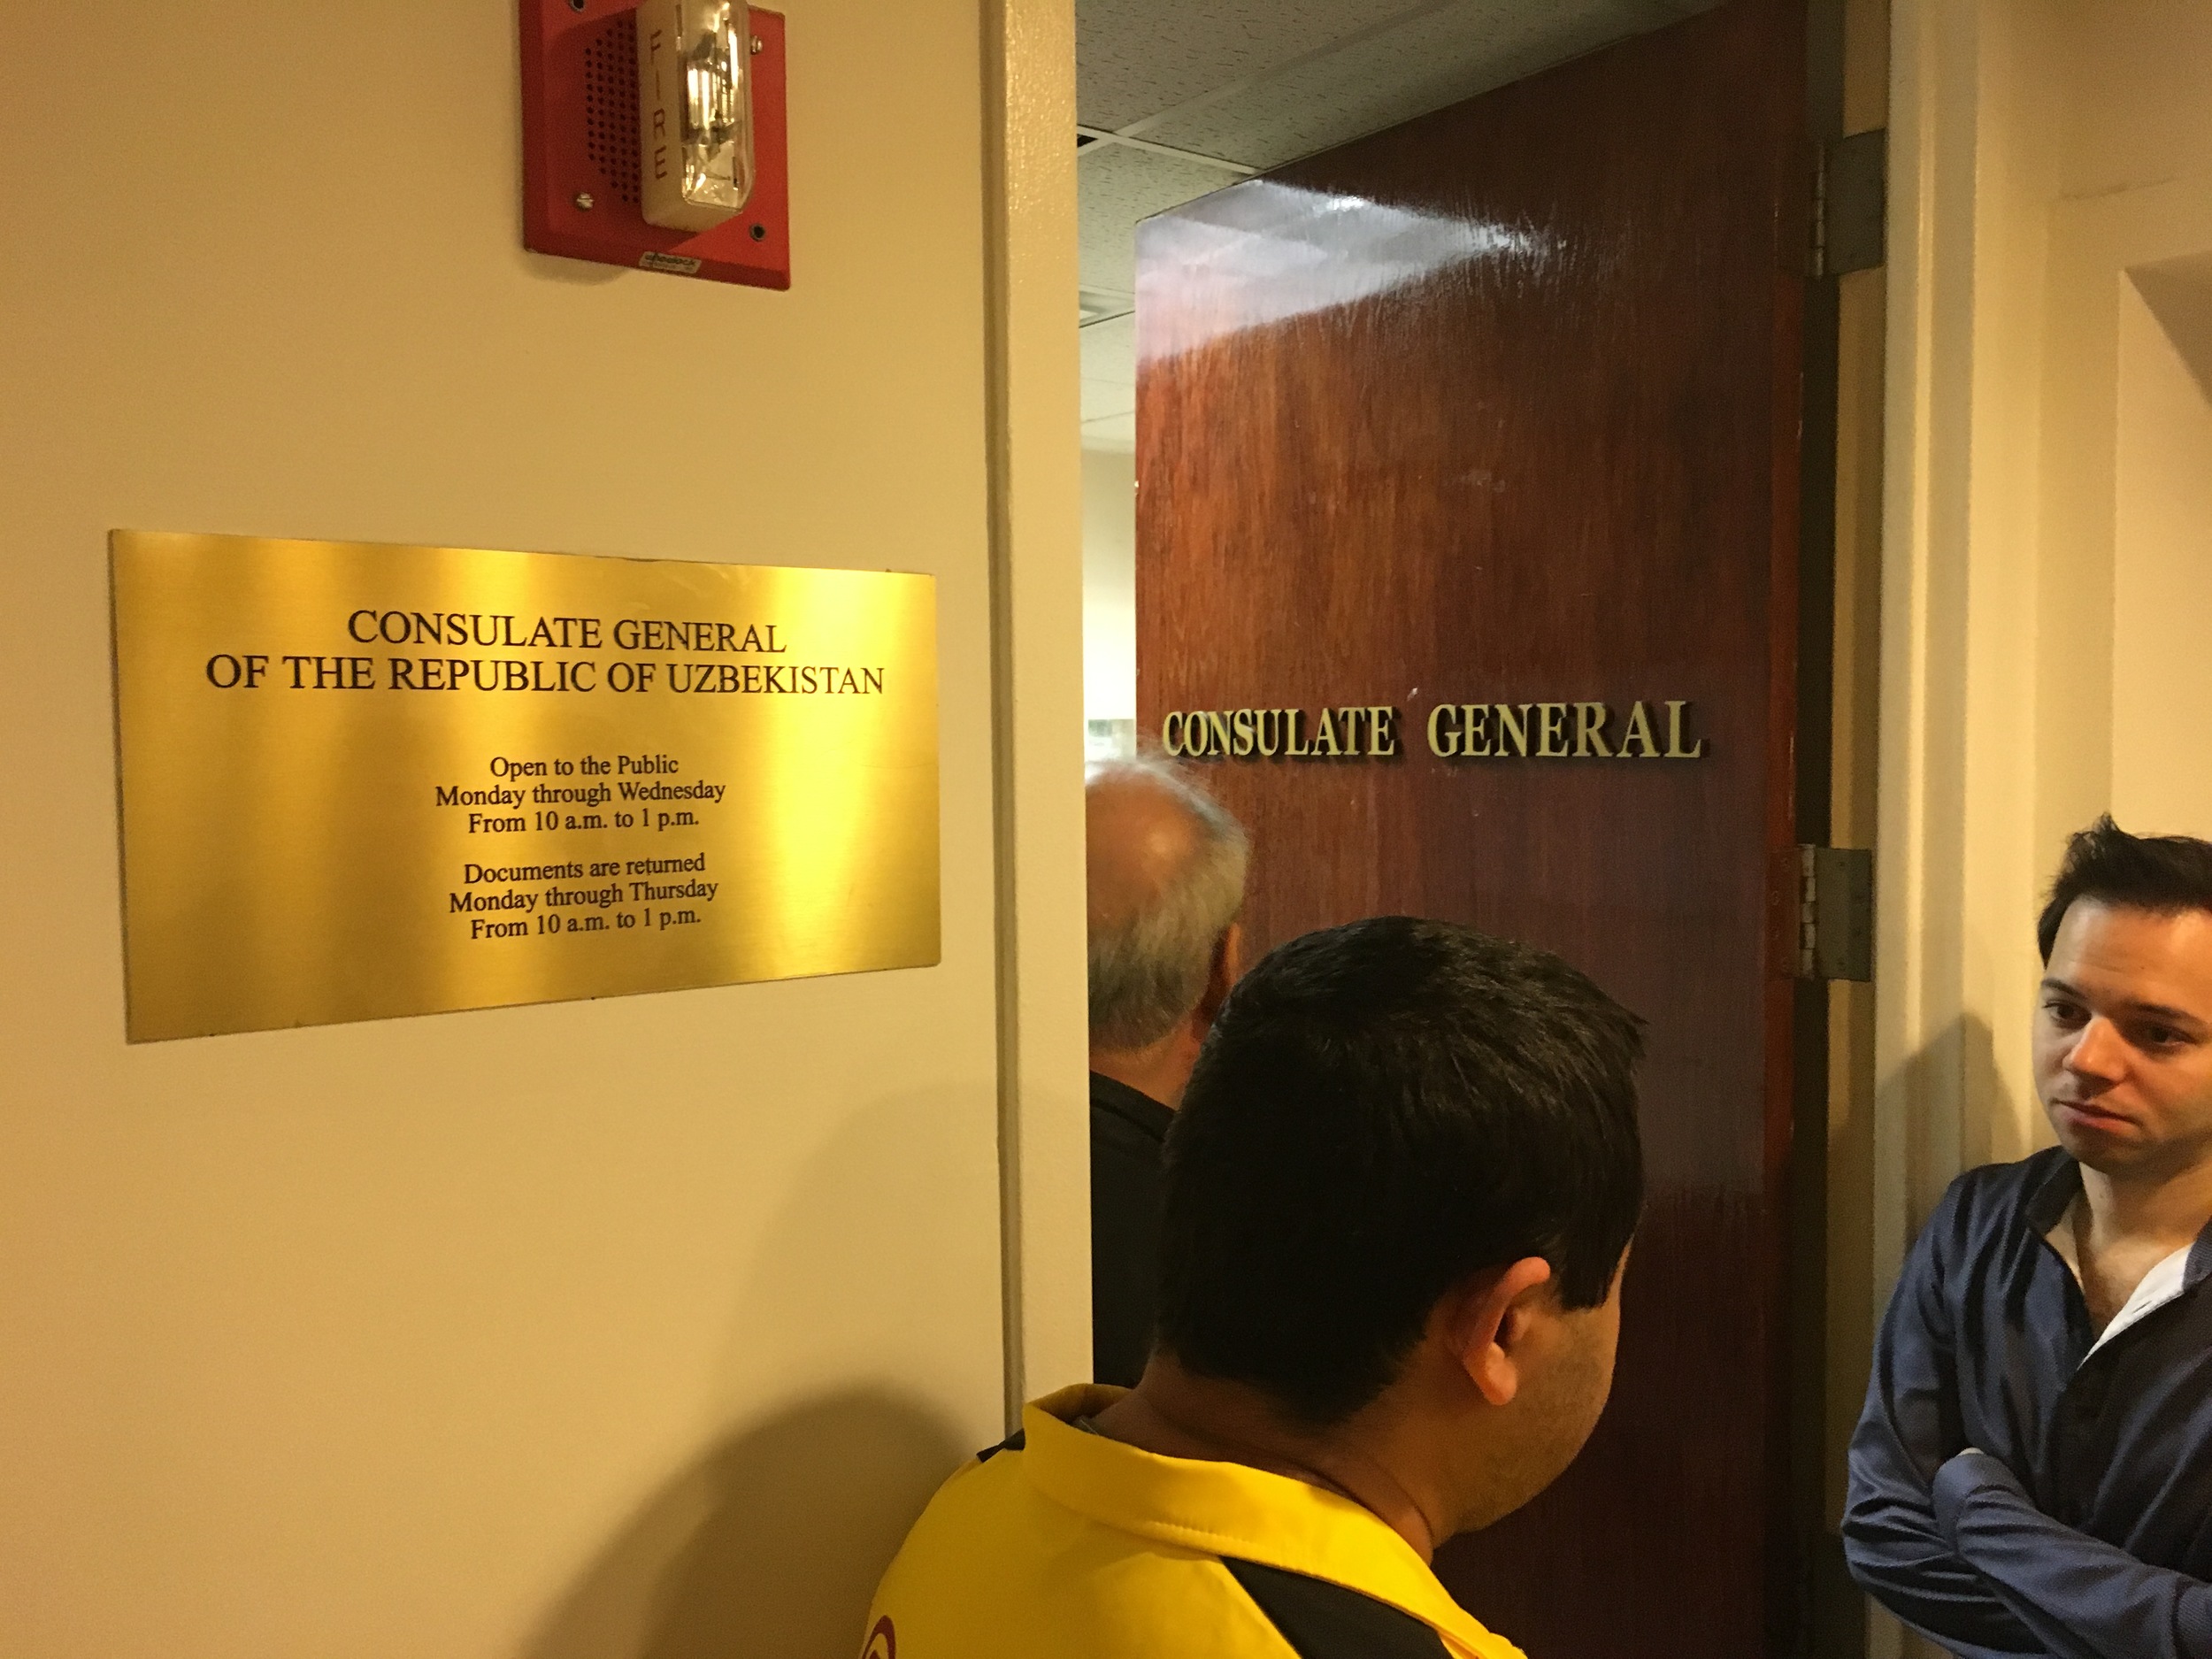 FIRE
wheelock
CONSULATE GENERAL
OF THE REPUBLIC OF UZBEKISTAN
Open to the Public
Monday through Wednesday
From 10 a.m. to 1 p.m.
Documents are returned
Monday through Thursday
From 10 a.m. to 1 p.m.
CONSULATE GENERAL